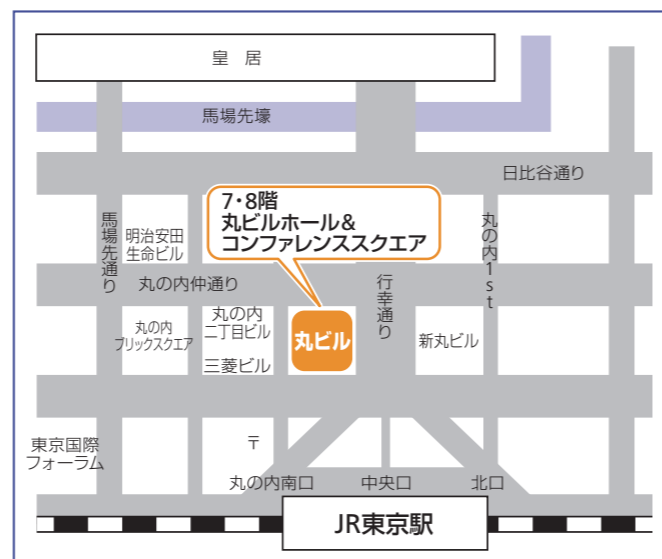 皇 居
馬場先壕
日比谷通り
7・8階
丸ビルホール&
コンファレンススクエア
馬場先通り
明治安田
生命ビル
丸の内1st
丸の内仲通り
行幸通り
丸の内
ブリックスクエア
丸の内
二丁目ビル
三菱ビル
丸ビル
新丸ビル
〒
東京国際
フォーラム
丸の内南口
中央口
北口
JR東京駅